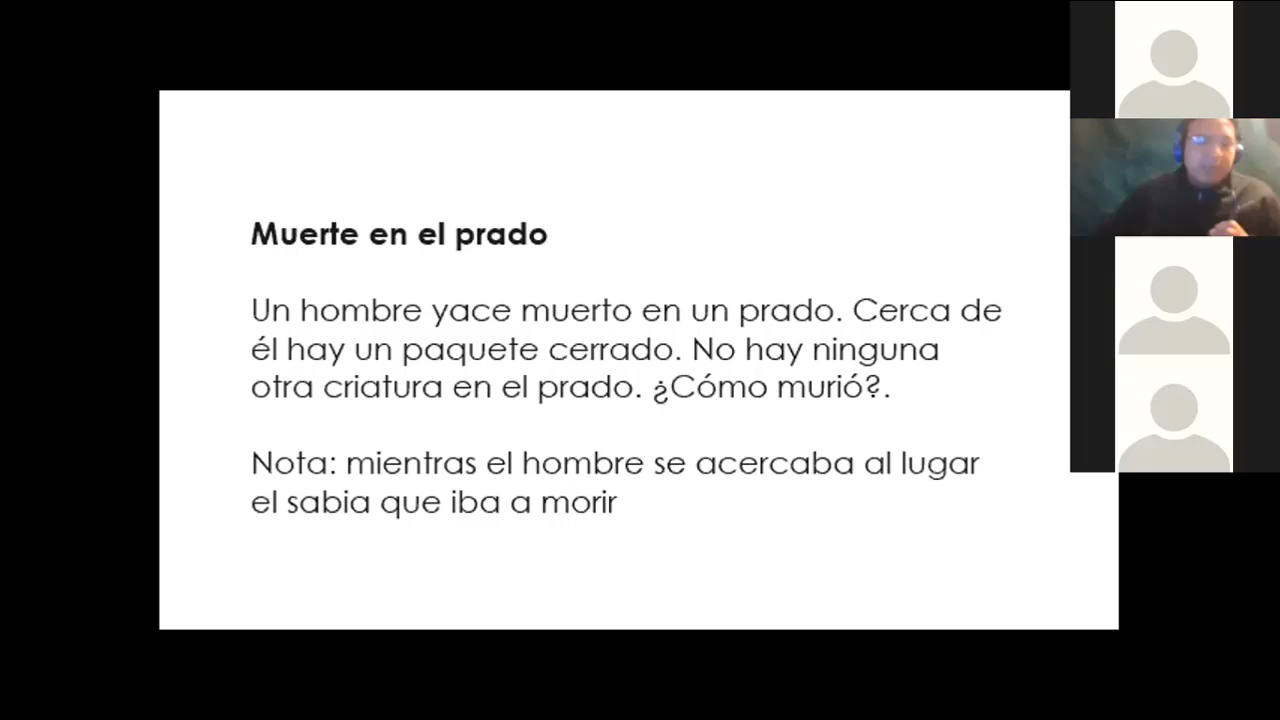 Muerte en el prado
Un hombre yace muerto en un prado. Cerca de
él hay un paquete cerrado. No hay ninguna
otra criatura en el prado. ¿Cómo murió?.
Nota: mientras el hombre se acercaba al lugar
el sabia que iba a morir